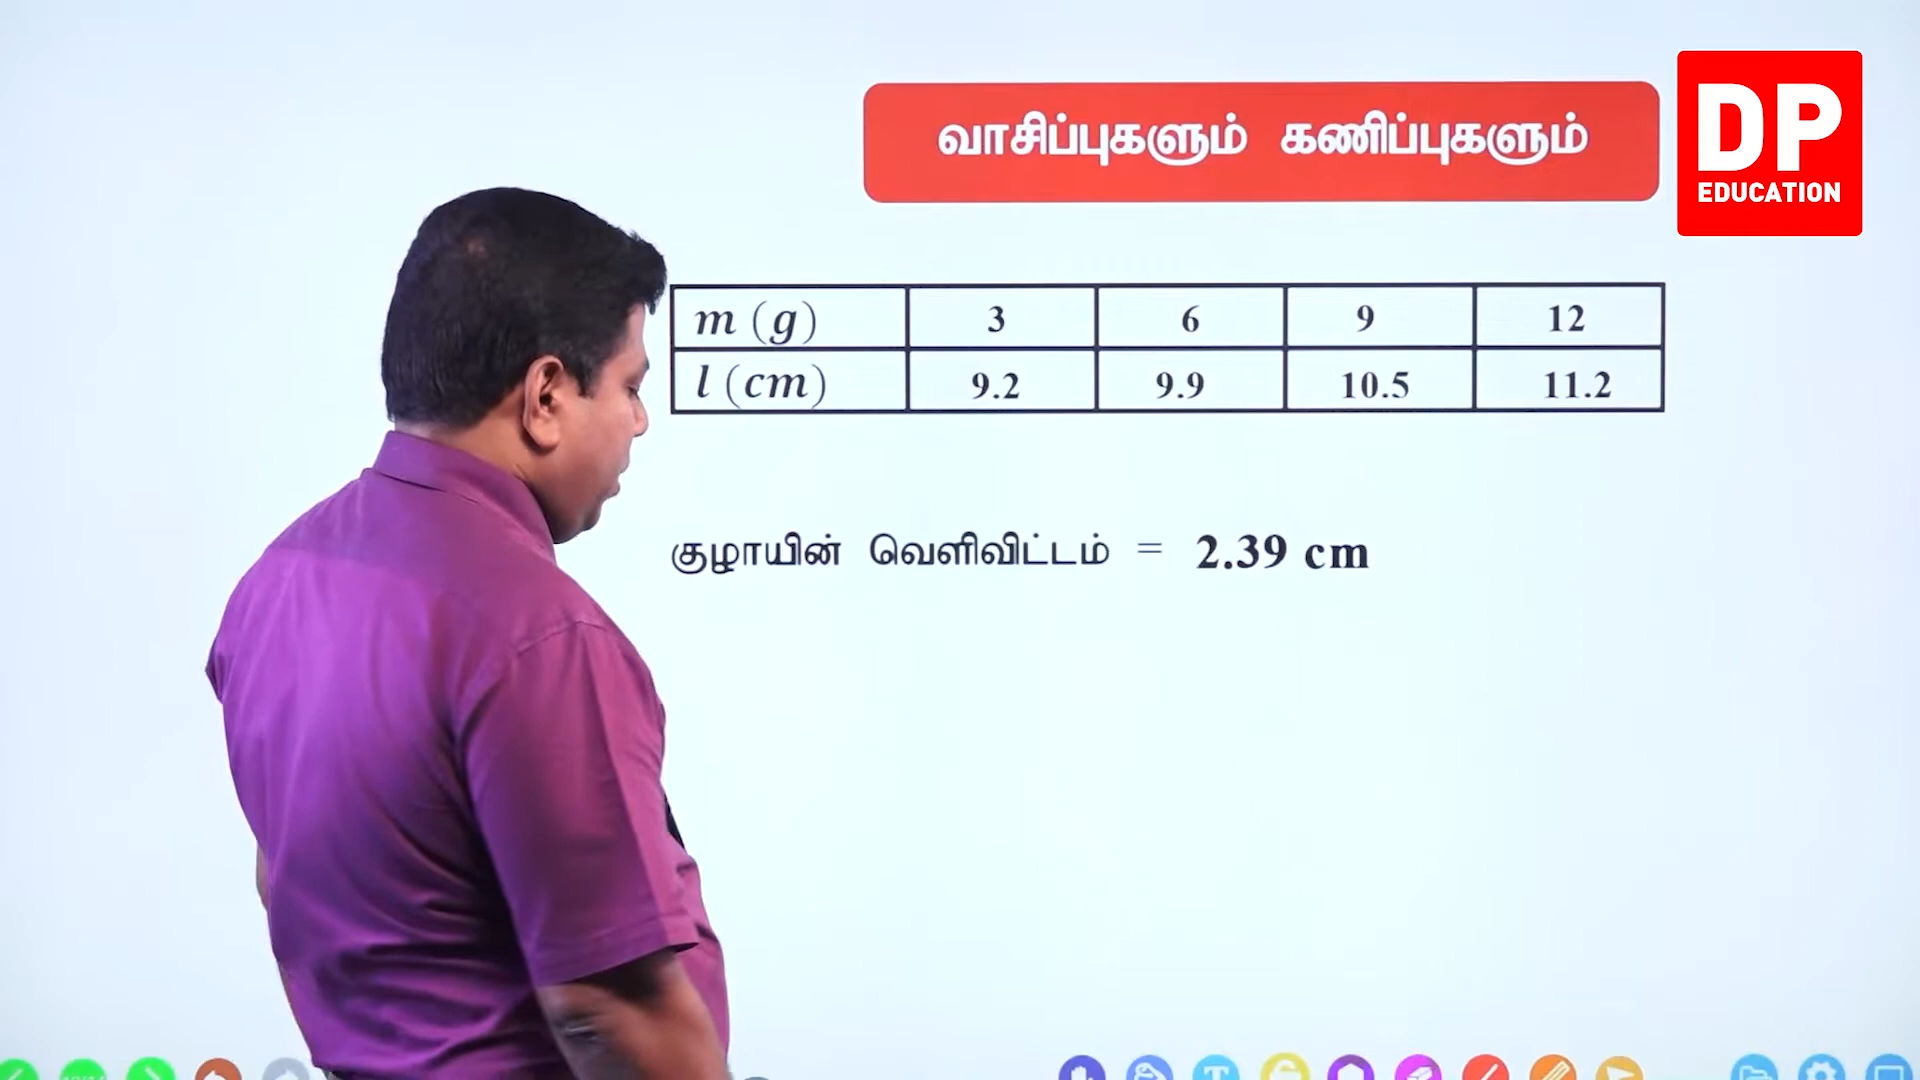 வாசிப்புகளும் கணிப்புகளும்
DP
EDUCATION
m (g) 3 6 9 12
l (cm) 9.2 9.9 10.5 11.2
குழாயின் வெளிவிட்டம் = 2.39 cm